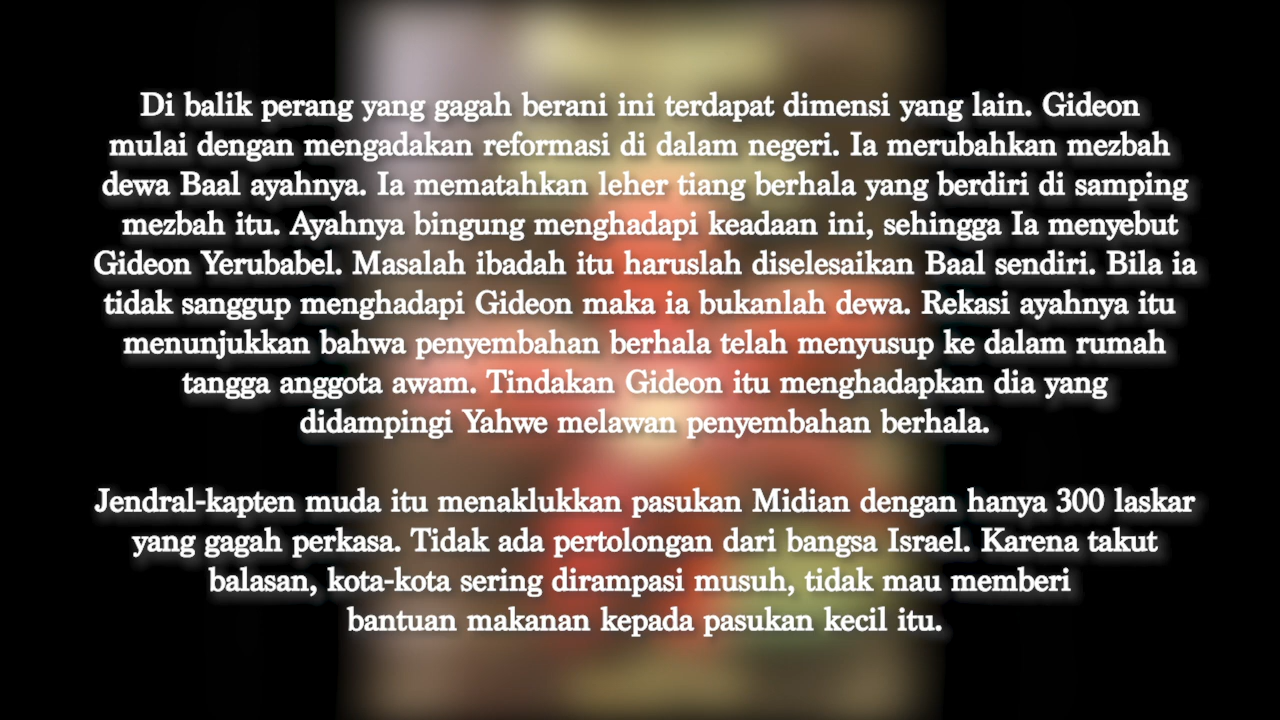 Di balik perang yang gagah berani ini terdapat dimensi yang lain. Gideon
mulai dengan mengadakan reformasi di dalam negeri. Ia merubahkan mezbah
dewa Baal ayahnya. Ia mematahkan leher tiang berhala yang berdiri di samping
mezbah itu. Ayahnya bingung menghadapi keadaan ini, sehingga Ia menyebut
Gideon Yerubabel. Masalah ibadah itu haruslah diselesaikan Baal sendiri. Bila ia
tidak sanggup menghadapi Gideon maka ia bukanlah dewa. Rekasi ayahnya itu
menunjukkan bahwa penyembahan berhala telah menyusup ke dalam rumah
tangga anggota awam. Tindakan Gideon itu menghadapkan dia yang
didampingi Yahwe melawan penyembahan berhala.

Jendral-kapten muda itu menaklukkan pasukan Midian dengan hanya 300 laskar
yang gagah perkasa. Tidak ada pertolongan dari bangsa Israel. Karena takut
balasan, kota-kota sering dirampasi musuh, tidak mau memberi
bantuan makanan kepada pasukan kecil itu.